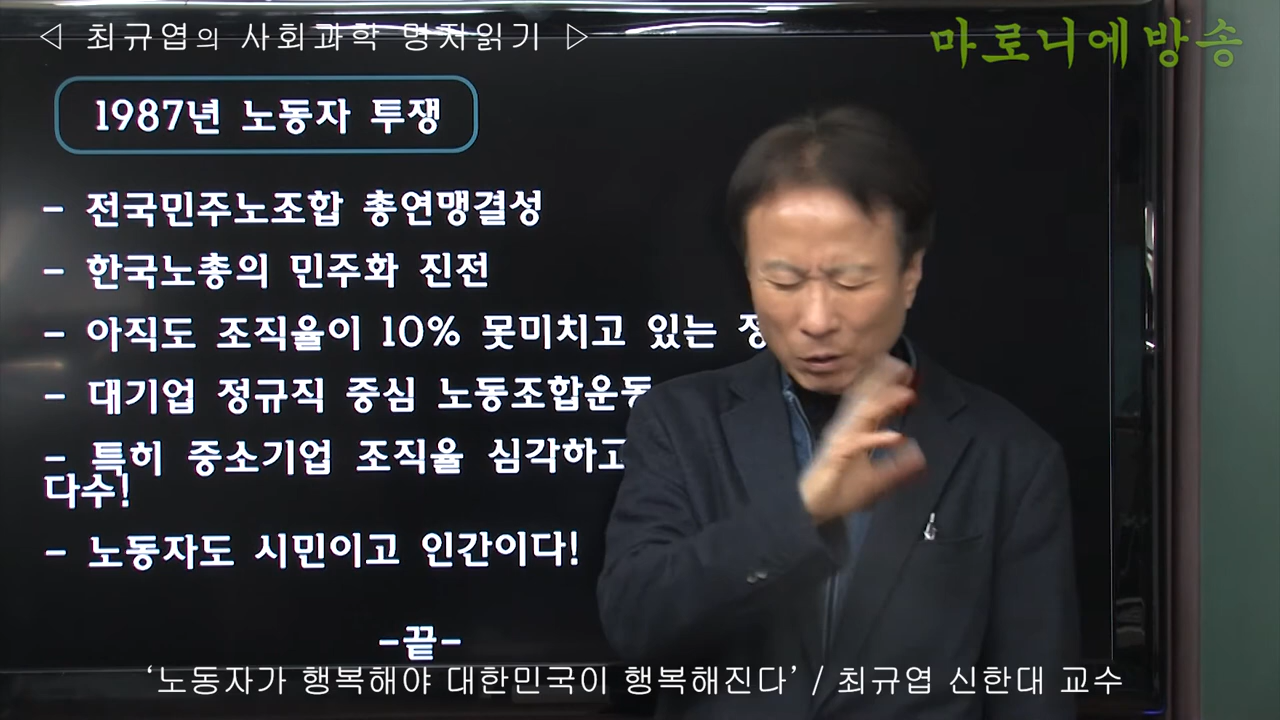 ◁ 최규엽의 사회과학 명저읽기 ▷
마로니에방송
1987년 노동자 투쟁
- 전국민주노조합 총연맹결성
- 한국노총의 민주화 진전
- 아직도 조직율이 10% 못미치고 있는
- 대기업 정규직 중심 노동조합운동
- 특히 중소기업 조직율 심각하고
다수!
- 노동자도 시민이고 인간이다!
-끝-
‘노동자가 행복해야 대한민국이 행복해진다’ / 최규엽 신한대 교수